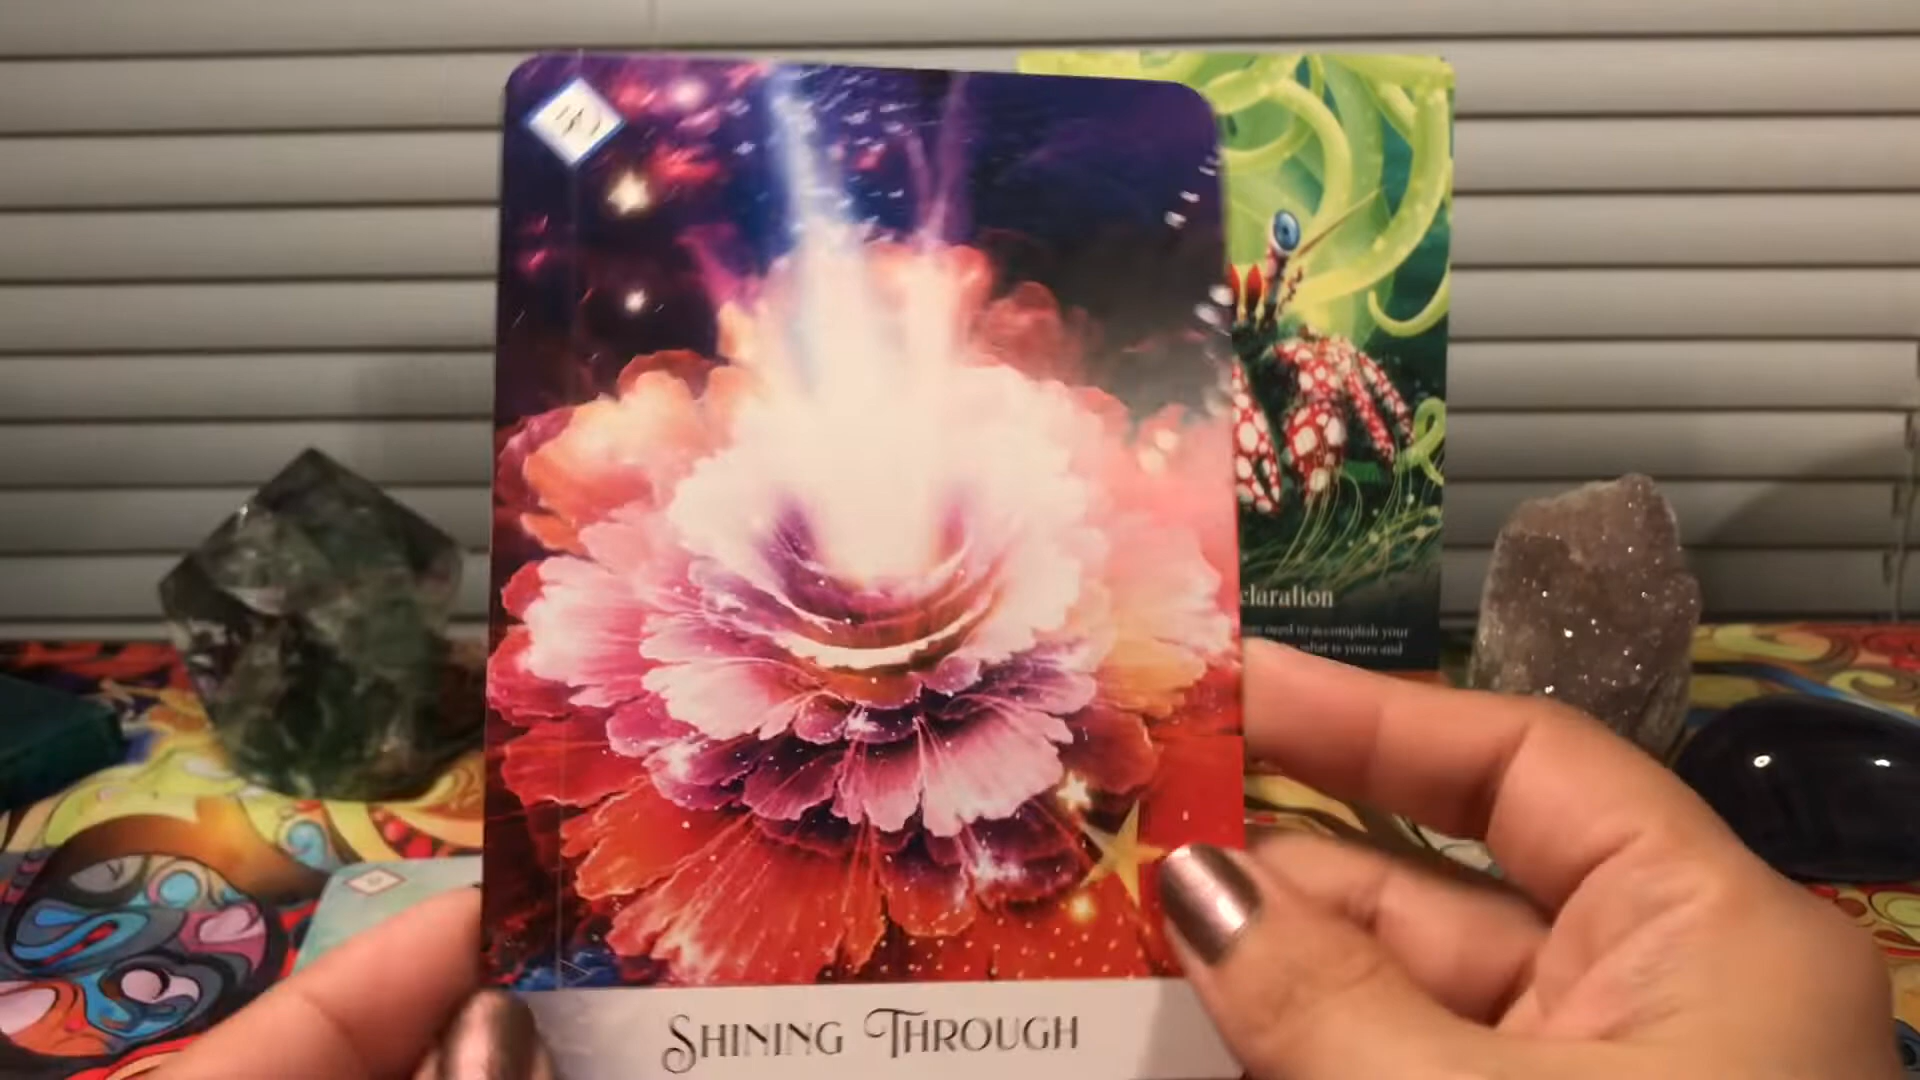 SHINING THROUGH
claration
need to accomplish your
what is yours and